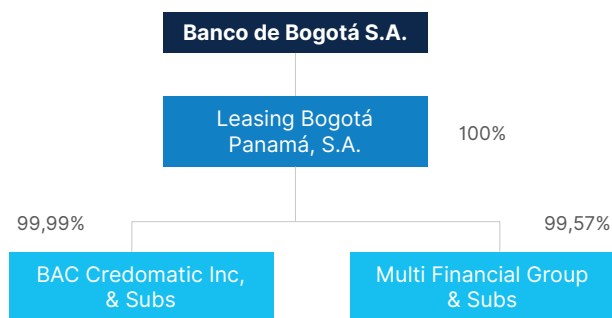 Banco de Bogotá S.A.
Leasing Bogotá
Panamá, S.A.
100%
99,99%
99,57%
BAC Credomatic Inc,
& Subs
Multi Financial Group
& Subs